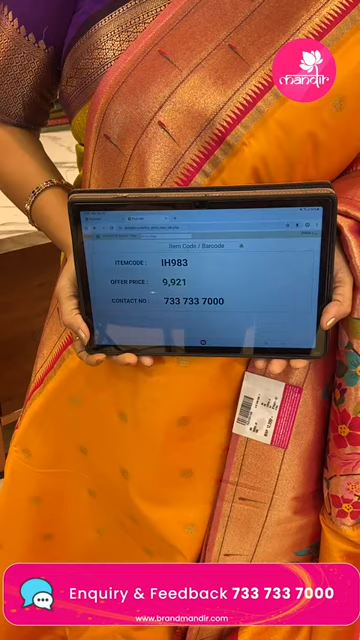 mandir
Item Code / Barcode
ITEMCODE : IH983
OFFER PRICE : 9,921
CONTACT NO : 733 733 7000
Enquiry & Feedback 733 733 7000
www.brandmandir.com